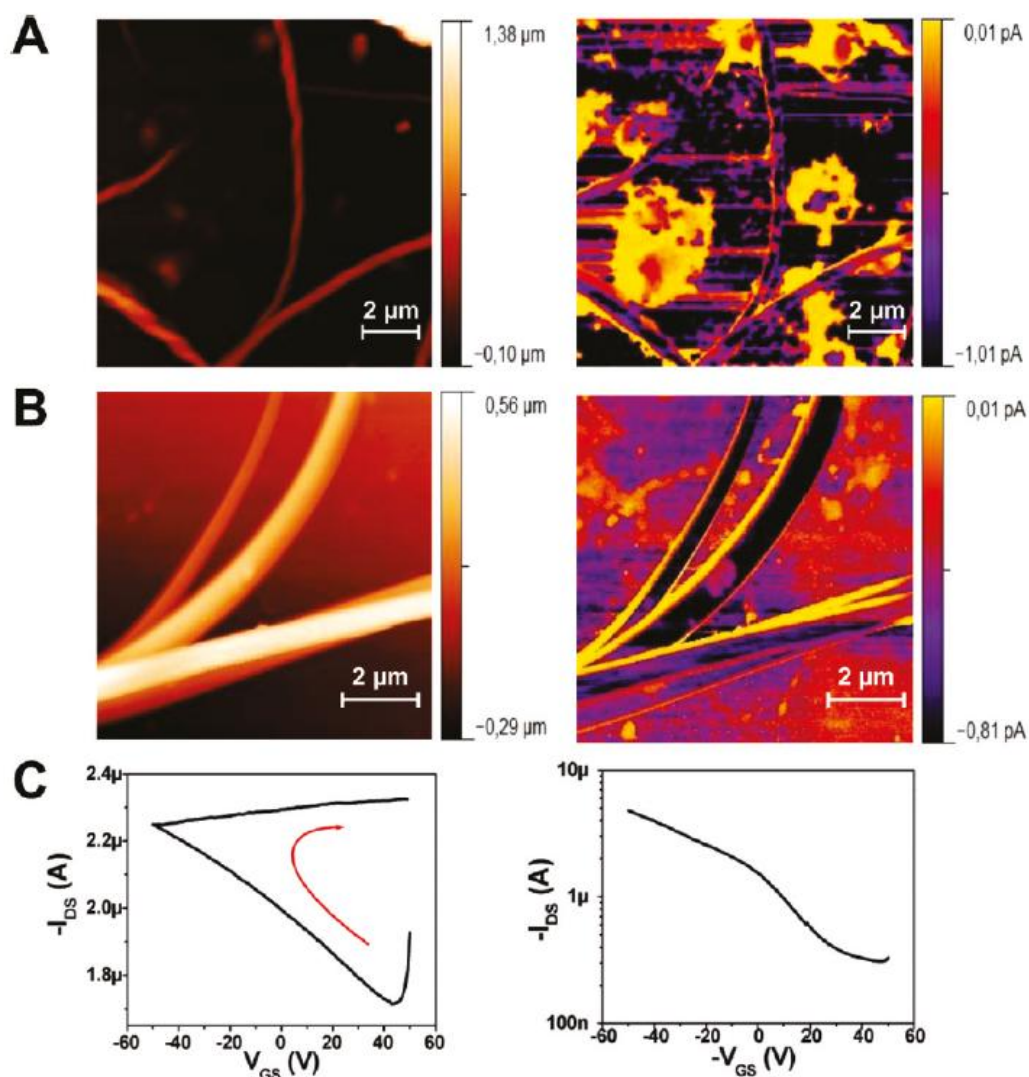 A
1,38 µm
2 µm
−0,10 µm
0,01 pA
2 µm
−1,01 pA
B
0,56 µm
2 µm
−0,29 µm
0,01 pA
2 µm
−0,81 pA
C
2.4µ
2.2µ
2.0µ
1.8µ
-I_DS (A)
-60 -40 -20 0 20 40 60
V_GS (V)
10µ
1µ
100n
-I_DS (A)
-60 -40 -20 0 20 40 60
-V_GS (V)